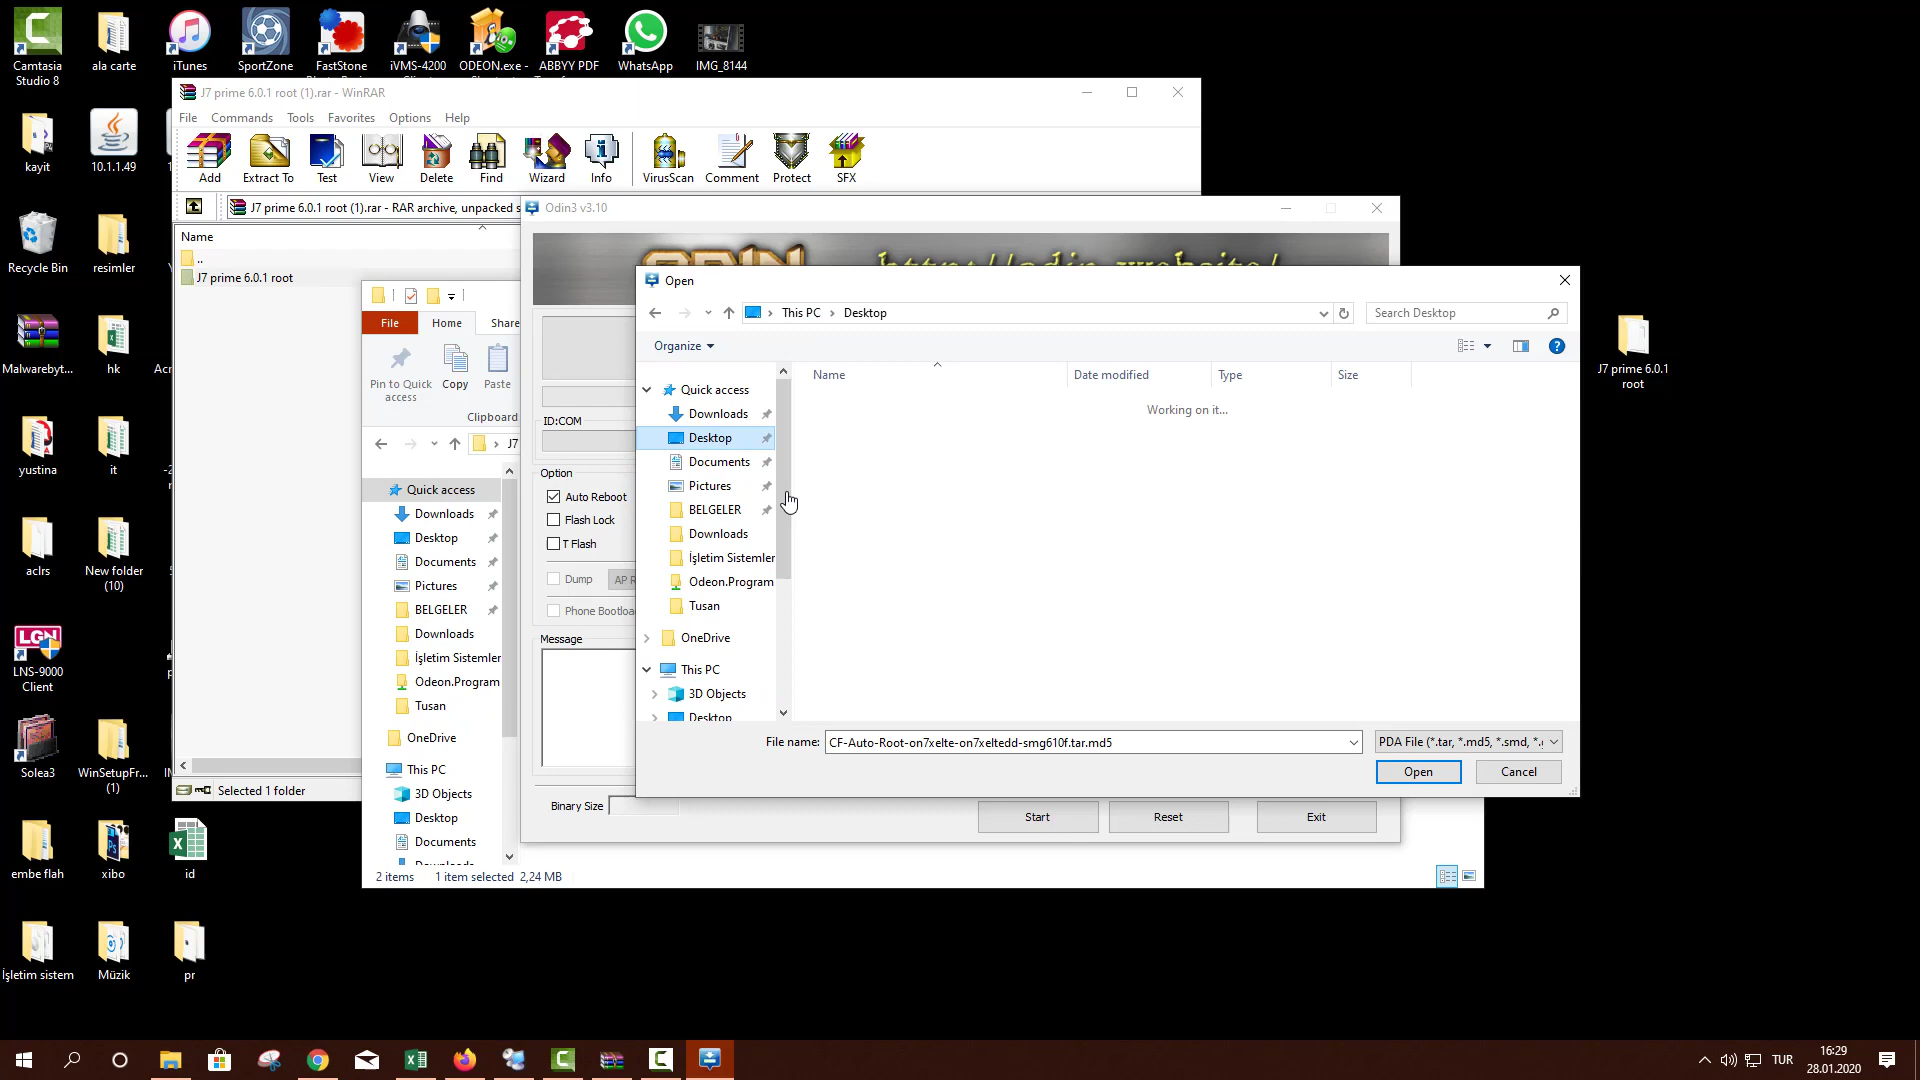 Camtasia
Studio 8
ala carte
iTunes
SportZone
FastStone
iVMS-4200
ODEON.exe -
ABBYY PDF
WhatsApp
IMG_8144
kayit
10.1.1.49
Recycle Bin
resimler
Malwarebyt...
hk
yustina
it
aclrs
New folder
(10)
LNS-9000
Client
Solea3
WinSetupFr...
(1)
embe flah
xibo
id
İşletim sistem
Müzik
pr
J7 prime 6.0.1
root
J7 prime 6.0.1 root (1).rar - WinRAR
File Commands Tools Favorites Options Help
Add Extract To Test View Delete Find Wizard Info VirusScan Comment Protect SFX
J7 prime 6.0.1 root (1).rar - RAR archive, unpacked s
Name
..
J7 prime 6.0.1 root
Selected 1 folder
File Home Share
Pin to Quick
access
Copy
Paste
Clipboard
J7
Quick access
Downloads
Desktop
Documents
Pictures
BELGELER
Downloads
İşletim Sistemler
Odeon.Program
Tusan
OneDrive
This PC
3D Objects
Desktop
Documents
2 items 1 item selected 2,24 MB
Odin3 v3.10
ID:COM
Option
Auto Reboot
Flash Lock
T Flash
Dump
AP R
Phone Bootloa
Message
Binary Size
Start Reset Exit
Open
This PC > Desktop
Search Desktop
Organize
Name Date modified Type Size
Working on it...
Quick access
Downloads
Desktop
Documents
Pictures
BELGELER
Downloads
İşletim Sistemler
Odeon.Program
Tusan
OneDrive
This PC
3D Objects
Desktop
File name: CF-Auto-Root-on7xelte-on7xeltedd-smg610f.tar.md5
PDA File (*.tar, *.md5, *.smd, *.
Open Cancel
TUR
16:29
28.01.2020